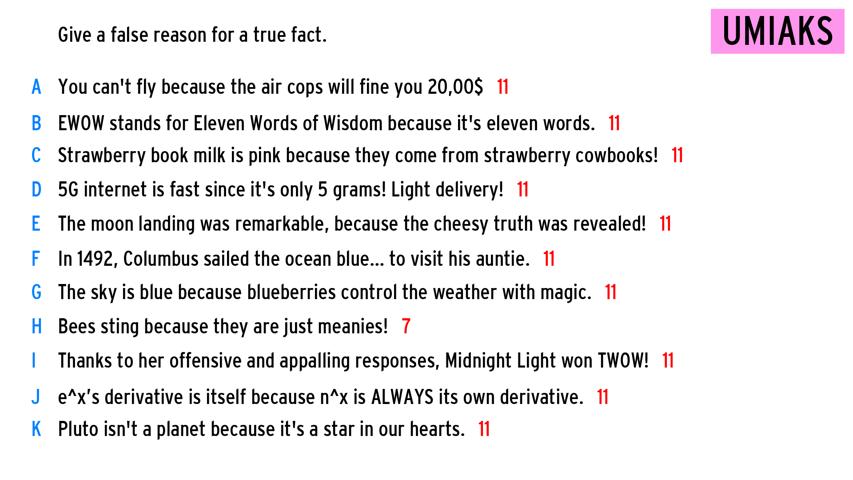 Give a false reason for a true fact.
UMIAKS
A You can't fly because the air cops will fine you 20,00$ 11
B EWOW stands for Eleven Words of Wisdom because it's eleven words. 11
C Strawberry book milk is pink because they come from strawberry cowbooks! 11
D 5G internet is fast since it's only 5 grams! Light delivery! 11
E The moon landing was remarkable, because the cheesy truth was revealed! 11
F In 1492, Columbus sailed the ocean blue... to visit his auntie. 11
G The sky is blue because blueberries control the weather with magic. 11
H Bees sting because they are just meanies! 7
I Thanks to her offensive and appalling responses, Midnight Light won TWOW! 11
J e^x’s derivative is itself because n^x is ALWAYS its own derivative. 11
K Pluto isn't a planet because it's a star in our hearts. 11